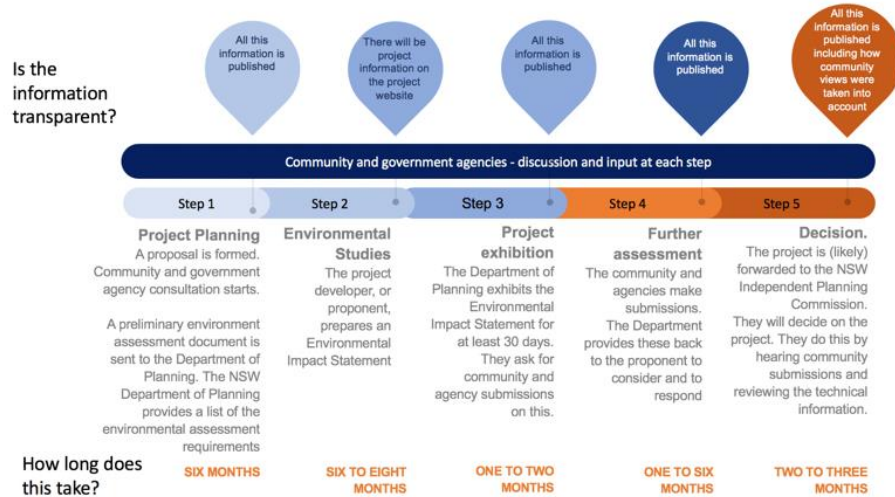 Is the
information
transparent?
All this
information is
published
There will be
project
information on
the project
website
All this
information is
published
All this
information is
published
All this
information is
published
including how
community
views were
taken into
account
Community and government agencies - discussion and input at each step
Step 1
Step 2
Step 3
Step 4
Step 5
Project Planning
A proposal is formed.
Community and government
agency consultation starts.
A preliminary environment
assessment document is
sent to the Department of
Planning. The NSW
Department of Planning
provides a list of the
environmental assessment
requirements
Environmental
Studies
The project
developer, or
proponent,
prepares an
Environmental
Impact Statement
Project
exhibition
The Department of
Planning exhibits the
Environmental
Impact Statement for
at least 30 days.
They ask for
community and
agency submissions
on this.
Further
assessment
The community and
agencies make
submissions.
The Department
provides these back
to the proponent to
consider and to
respond
Decision.
The project is (likely)
forwarded to the NSW
Independent Planning
Commission.
They will decide on the
project. They do this by
hearing community
submissions and
reviewing the technical
information.
How long does
this take?
SIX MONTHS
SIX TO EIGHT
MONTHS
ONE TO TWO
MONTHS
ONE TO SIX
MONTHS
TWO TO THREE
MONTHS